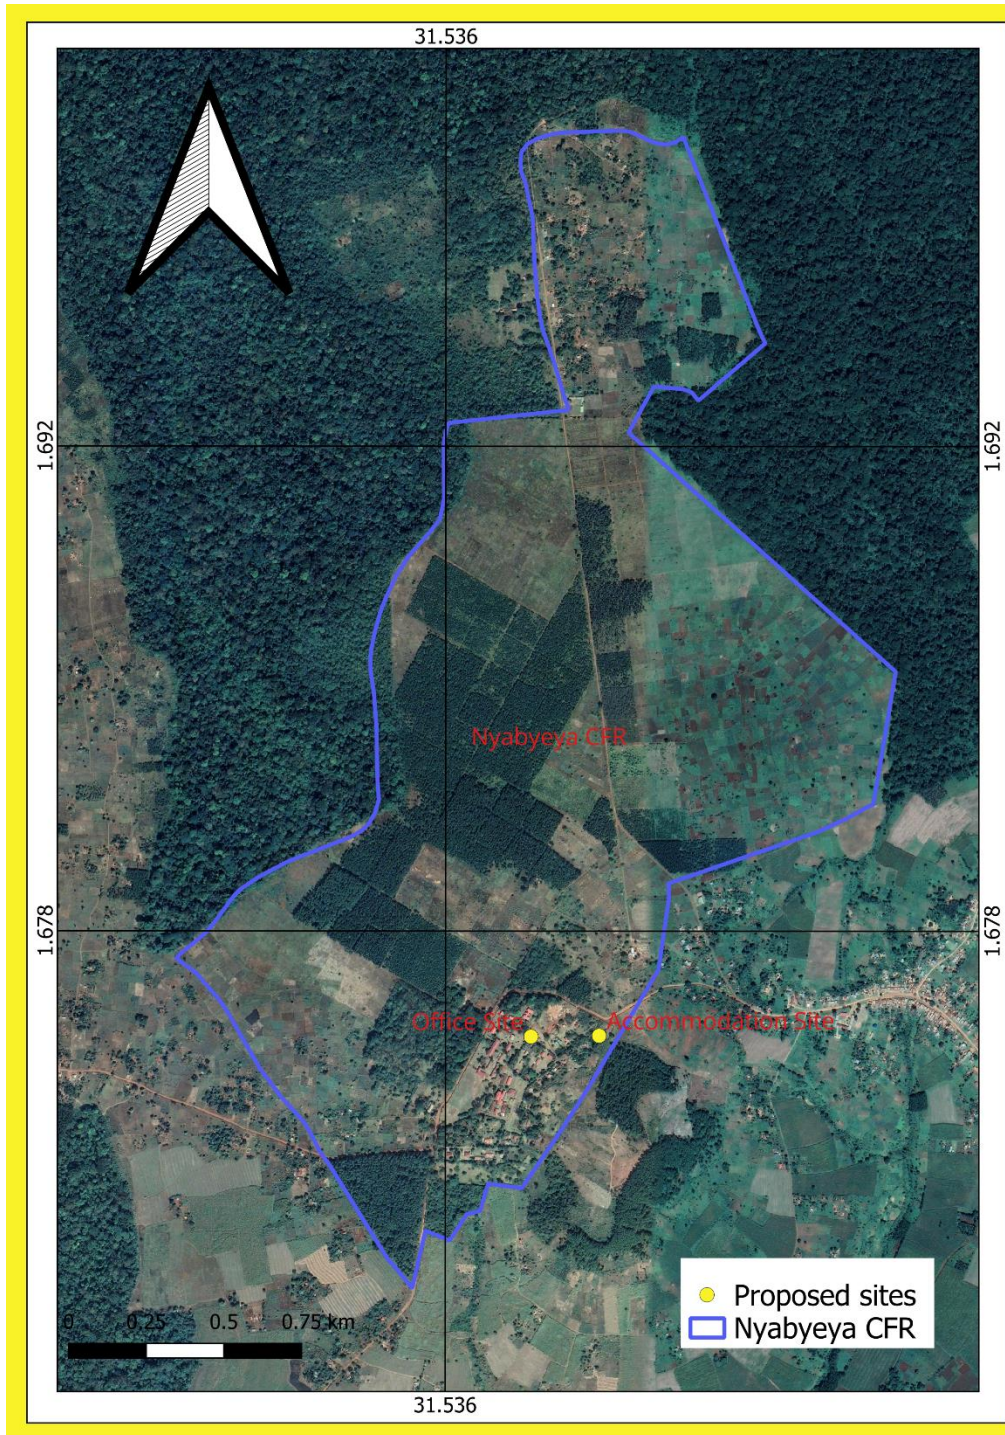 31.536
1.692
1.692
Nyabyeya CFR
1.678
1.678
Office Site
Accommodation Site
Proposed sites
Nyabyeya CFR
0 0.25 0.5 0.75 km
31.536